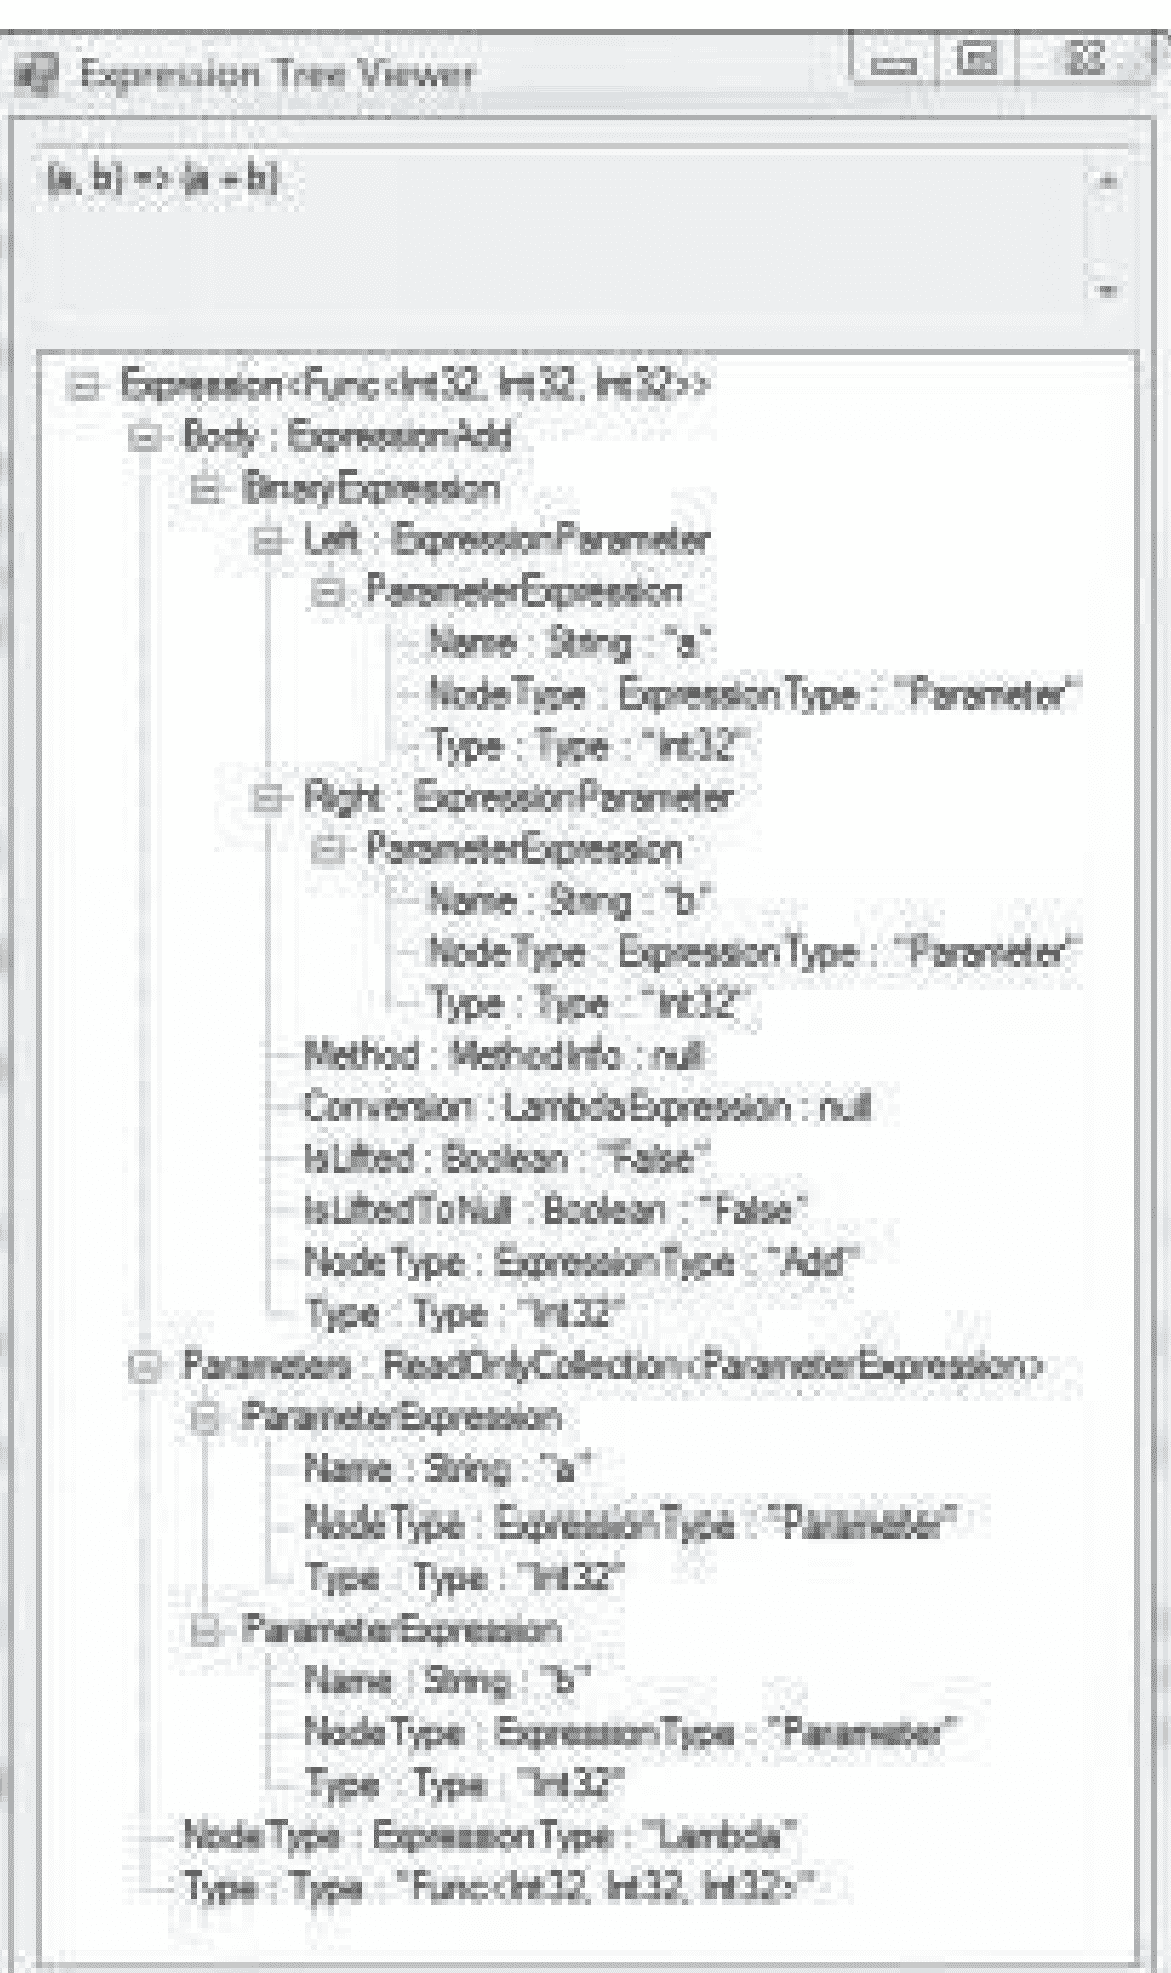 Expression Tree Viewer
(a, b) => (a + b)
Expression<Func<Int32, Int32, Int32>>
Body : ExpressionAdd
BinaryExpression
Left : ExpressionParameter
ParameterExpression
Name : String : "a"
NodeType : ExpressionType : "Parameter"
Type : Type : "Int32"
Right : ExpressionParameter
ParameterExpression
Name : String : "b"
NodeType : ExpressionType : "Parameter"
Type : Type : "Int32"
Method : MethodInfo : null
Conversion : LambdaExpression : null
IsLifted : Boolean : "False"
IsLiftedToNull : Boolean : "False"
NodeType : ExpressionType : "Add"
Type : Type : "Int32"
Parameters : ReadOnlyCollection<ParameterExpression>
ParameterExpression
Name : String : "a"
NodeType : ExpressionType : "Parameter"
Type : Type : "Int32"
ParameterExpression
Name : String : "b"
NodeType : ExpressionType : "Parameter"
Type : Type : "Int32"
NodeType : ExpressionType : "Lambda"
Type : Type : "Func<Int32, Int32, Int32>"